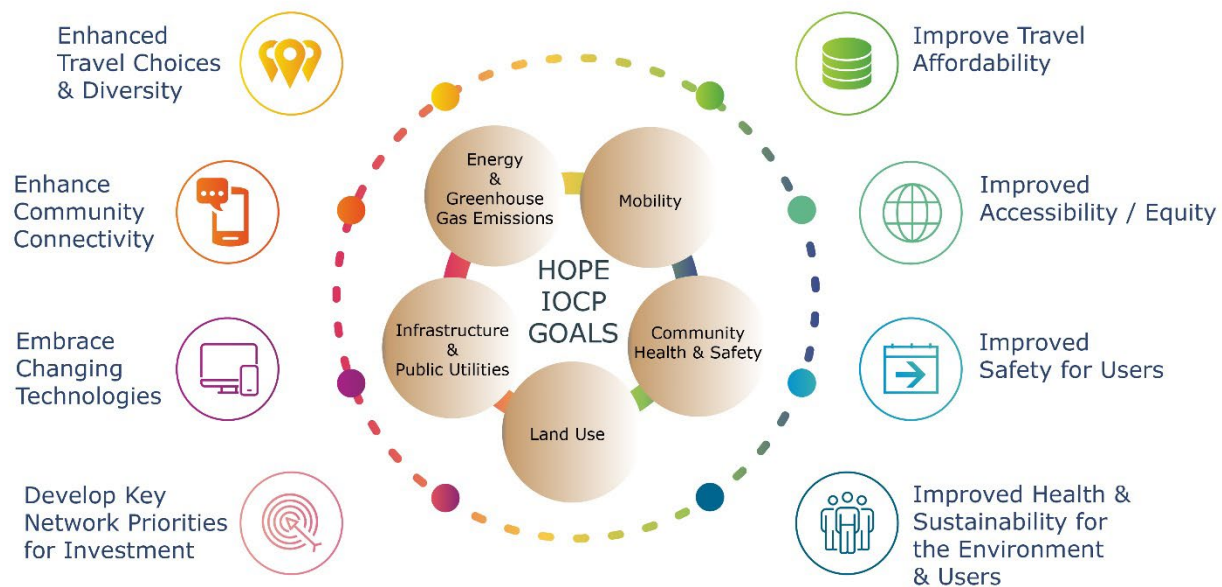 Enhanced
Travel Choices
& Diversity
Enhance
Community
Connectivity
Embrace
Changing
Technologies
Develop Key
Network Priorities
for Investment
Energy
&
Greenhouse
Gas Emissions
Mobility
HOPE
IOCP
GOALS
Infrastructure
&
Public Utilities
Community
Health & Safety
Land Use
Improve Travel
Affordability
Improved
Accessibility / Equity
Improved
Safety for Users
Improved Health &
Sustainability for
the Environment
& Users